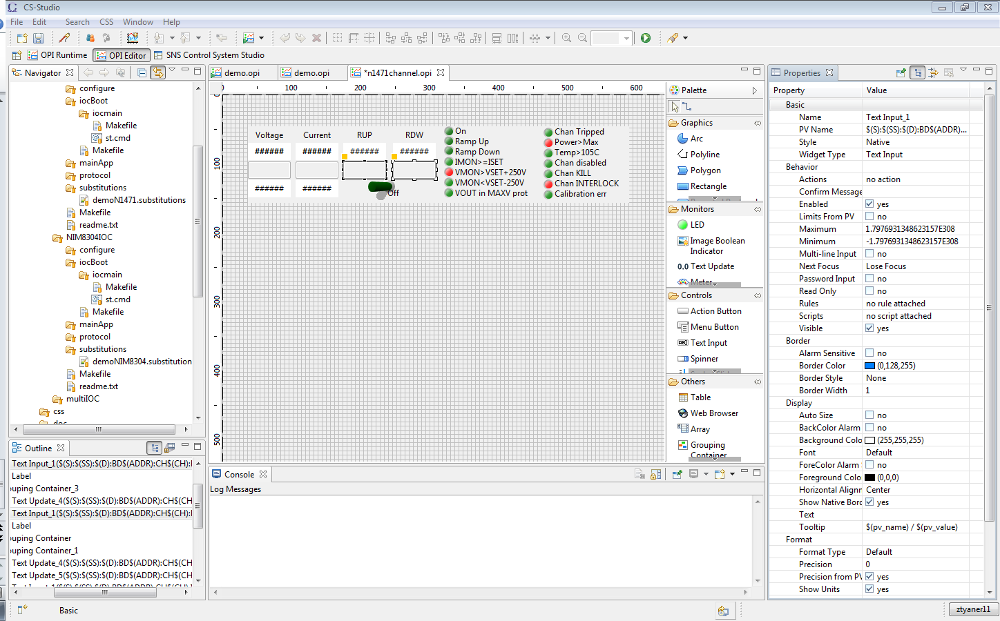 CS-Studio
File Edit Search CSS Window Help
OPI Runtime OPI Editor SNS Control System Studio
Navigator
configure
iocBoot
iocmain
Makefile
st.cmd
Makefile
mainApp
protocol
substitutions
demoN1471.substitutions
Makefile
readme.txt
NIM8304IOC
configure
iocBoot
iocmain
Makefile
st.cmd
Makefile
mainApp
protocol
substitutions
demoNIM8304.substitution
Makefile
readme.txt
multiIOC
css
Outline
Text Input_1($(S):$(SS):$(D):BD$(ADDR):CH$(CH):
Label
ouping Container_3
Text Update_4($(S):$(SS):$(D):BD$(ADDR):CH$(CH
Text Input_1($(S):$(SS):$(D):BD$(ADDR):CH$(CH):
Label
ouping Container
ouping Container_1
Text Update_4($(S):$(SS):$(D):BD$(ADDR):CH$(CH
Text Update_5($(S):$(SS):$(D):BD$(ADDR):CH$(CH
demo.opi demo.opi *n1471channel.opi
0 100 200 300 400 500 600
0
100
200
300
400
500
Voltage Current RUP RDW
###### ###### ###### ######
###### ######
Off
On
Ramp Up
Ramp Down
IMON>=ISET
VMON>VSET+250V
VMON<VSET-250V
VOUT in MAXV prot
Chan Tripped
Power>Max
Temp>105C
Chan disabled
Chan KILL
Chan INTERLOCK
Calibration err
Palette
Graphics
Arc
Polyline
Polygon
Rectangle
Monitors
LED
Image Boolean
Indicator
0.0 Text Update
Meter
Controls
Action Button
Menu Button
Text Input
Spinner
Others
Table
Web Browser
Array
Grouping
Container
Console
Log Messages
Properties
Property Value
Basic
Name Text Input_1
PV Name $(S):$(SS):$(D):BD$(ADDR)...
Style Native
Widget Type Text Input
Behavior
Actions no action
Confirm Message
Enabled yes
Limits From PV no
Maximum 1.7976931348623157E308
Minimum -1.7976931348623157E308
Multi-line Input no
Next Focus Lose Focus
Password Input no
Read Only no
Rules no rule attached
Scripts no script attached
Visible yes
Border
Alarm Sensitive no
Border Color (0,128,255)
Border Style None
Border Width 1
Display
Auto Size no
BackColor Alarm no
Background Colo (255,255,255)
Font Default
ForeColor Alarm no
Foreground Colo (0,0,0)
Horizontal Alignn Center
Show Native Bord yes
Text
Tooltip $(pv_name) / $(pv_value)
Format
Format Type Default
Precision 0
Precision from PV yes
Show Units yes
Basic
ztyaner11